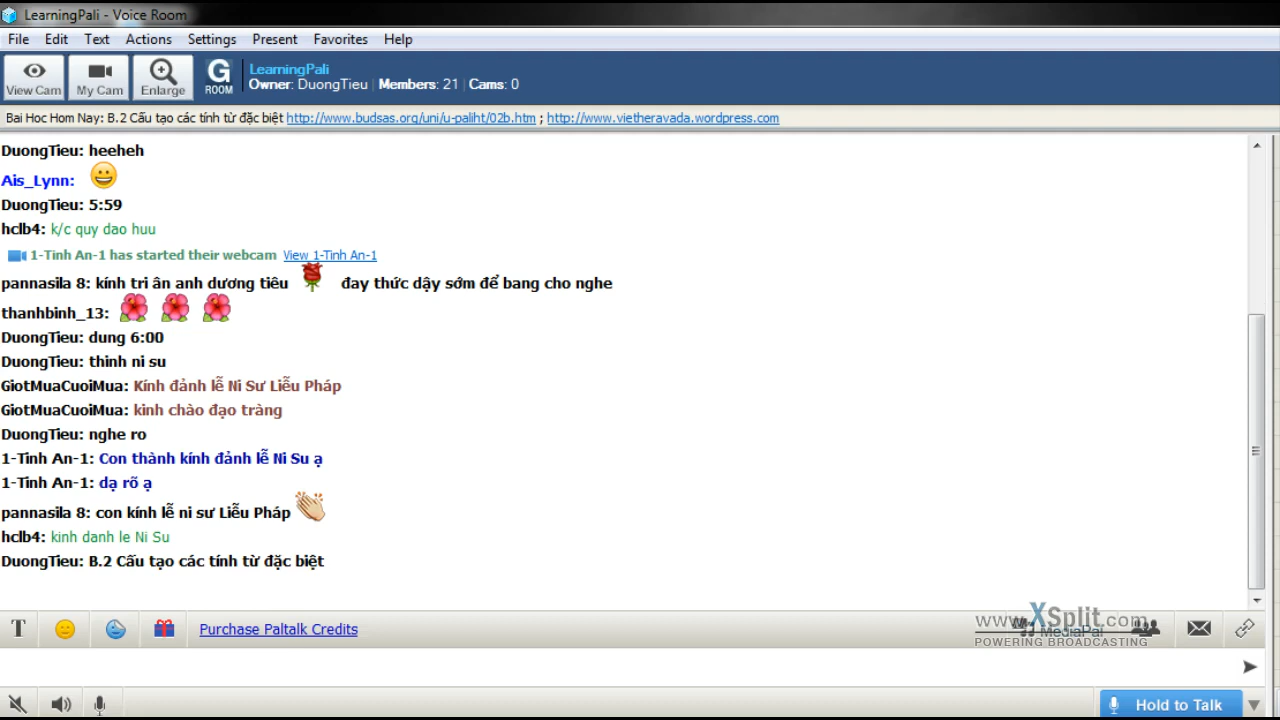 LearningPali - Voice Room
File Edit Text Actions Settings Present Favorites Help
View Cam My Cam Enlarge G ROOM LearningPali
Owner: DuongTieu | Members: 21 | Cams: 0
Bai Hoc Hom Nay: B.2 Cấu tạo các tính từ đặc biệt http://www.budsas.org/uni/u-paliht/02b.htm ; http://www.vietheravada.wordpress.com
DuongTieu: heeheh
Ais_Lynn:
DuongTieu: 5:59
hclb4: k/c quy dao huu
1-Tinh An-1 has started their webcam View 1-Tinh An-1
pannasila 8: kính tri ân anh dương tiêu đay thức dậy sớm để bang cho nghe
thanhbinh_13:
DuongTieu: dung 6:00
DuongTieu: thinh ni su
GiotMuaCuoiMua: Kính đảnh lễ Ni Sư Liễu Pháp
GiotMuaCuoiMua: kinh chào đạo tràng
DuongTieu: nghe ro
1-Tinh An-1: Con thành kính đảnh lễ Ni Su ạ
1-Tinh An-1: dạ rõ ạ
pannasila 8: con kính lễ ni sư Liễu Pháp
hclb4: kinh danh le Ni Su
DuongTieu: B.2 Cấu tạo các tính từ đặc biệt
T Purchase Paltalk Credits
www.XSplit.com
MediaPal
POWERING BROADCASTING
Hold to Talk